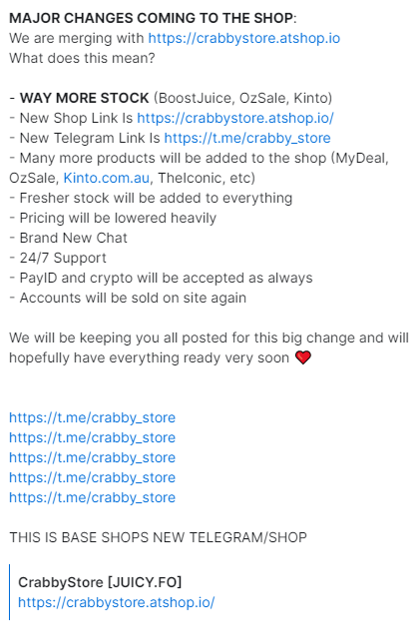 MAJOR CHANGES COMING TO THE SHOP:
We are merging with https://crabbystore.atshop.io
What does this mean?
- WAY MORE STOCK (BoostJuice, OzSale, Kinto)
- New Shop Link Is https://crabbystore.atshop.io/
- New Telegram Link Is https://t.me/crabby_store
- Many more products will be added to the shop (MyDeal,
OzSale, Kinto.com.au, TheIconic, etc)
- Fresher stock will be added to everything
- Pricing will be lowered heavily
- Brand New Chat
- 24/7 Support
- PayID and crypto will be accepted as always
- Accounts will be sold on site again
We will be keeping you all posted for this big change and will
hopefully have everything ready very soon ❤️
https://t.me/crabby_store
https://t.me/crabby_store
https://t.me/crabby_store
https://t.me/crabby_store
https://t.me/crabby_store
THIS IS BASE SHOPS NEW TELEGRAM/SHOP
CrabbyStore [JUICY.FO]
https://crabbystore.atshop.io/